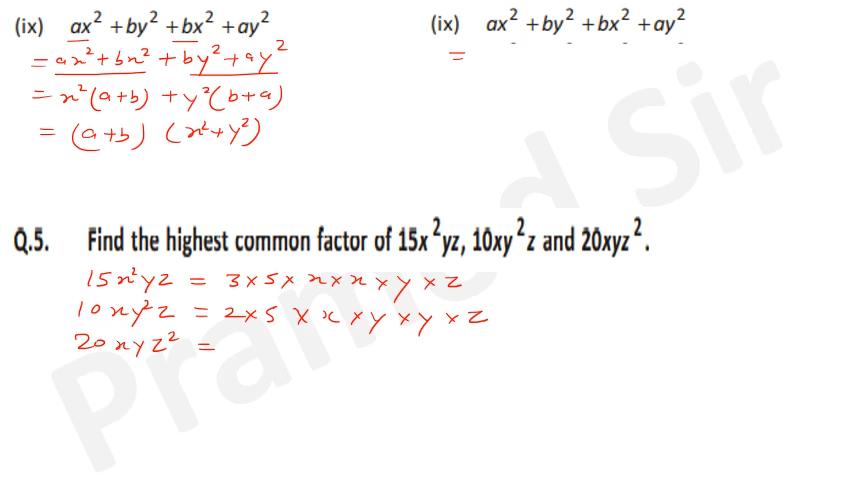 (ix) ax² +by² +bx² +ay²
= ax² + bx² + by² + ay²
= x²(a+b) + y²(b+a)
= (a+b) (x²+y²)
(ix) ax² +by² +bx² +ay²
=
Q.5. Find the highest common factor of 15x²yz, 10xy²z and 20xyz².
15x²yz = 3×5×x×x×y×z
10xy²z = 2×5×x×y×y×z
20xyz² =
Pramod Sir